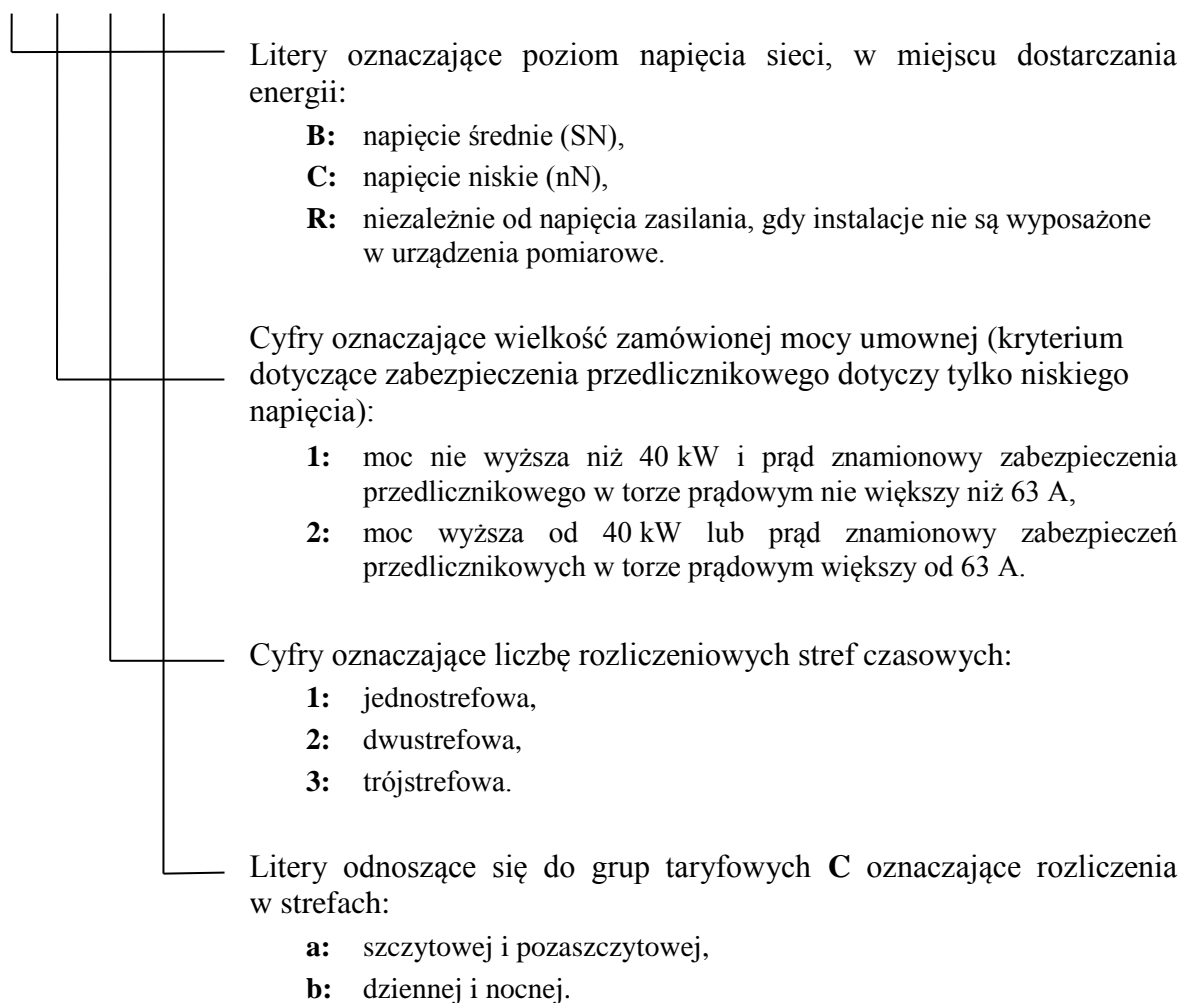 Litery oznaczające poziom napięcia sieci, w miejscu dostarczania
energii:
B: napięcie średnie (SN),
C: napięcie niskie (nN),
R: niezależnie od napięcia zasilania, gdy instalacje nie są wyposażone
w urządzenia pomiarowe.
Cyfry oznaczające wielkość zamówionej mocy umownej (kryterium
dotyczące zabezpieczenia przedlicznikowego dotyczy tylko niskiego
napięcia):
1: moc nie wyższa niż 40 kW i prąd znamionowy zabezpieczenia
przedlicznikowego w torze prądowym nie większy niż 63 A,
2: moc wyższa od 40 kW lub prąd znamionowy zabezpieczeń
przedlicznikowych w torze prądowym większy od 63 A.
Cyfry oznaczające liczbę rozliczeniowych stref czasowych:
1: jednostrefowa,
2: dwustrefowa,
3: trójstrefowa.
Litery odnoszące się do grup taryfowych C oznaczające rozliczenia
w strefach:
a: szczytowej i pozaszczytowej,
b: dziennej i nocnej.